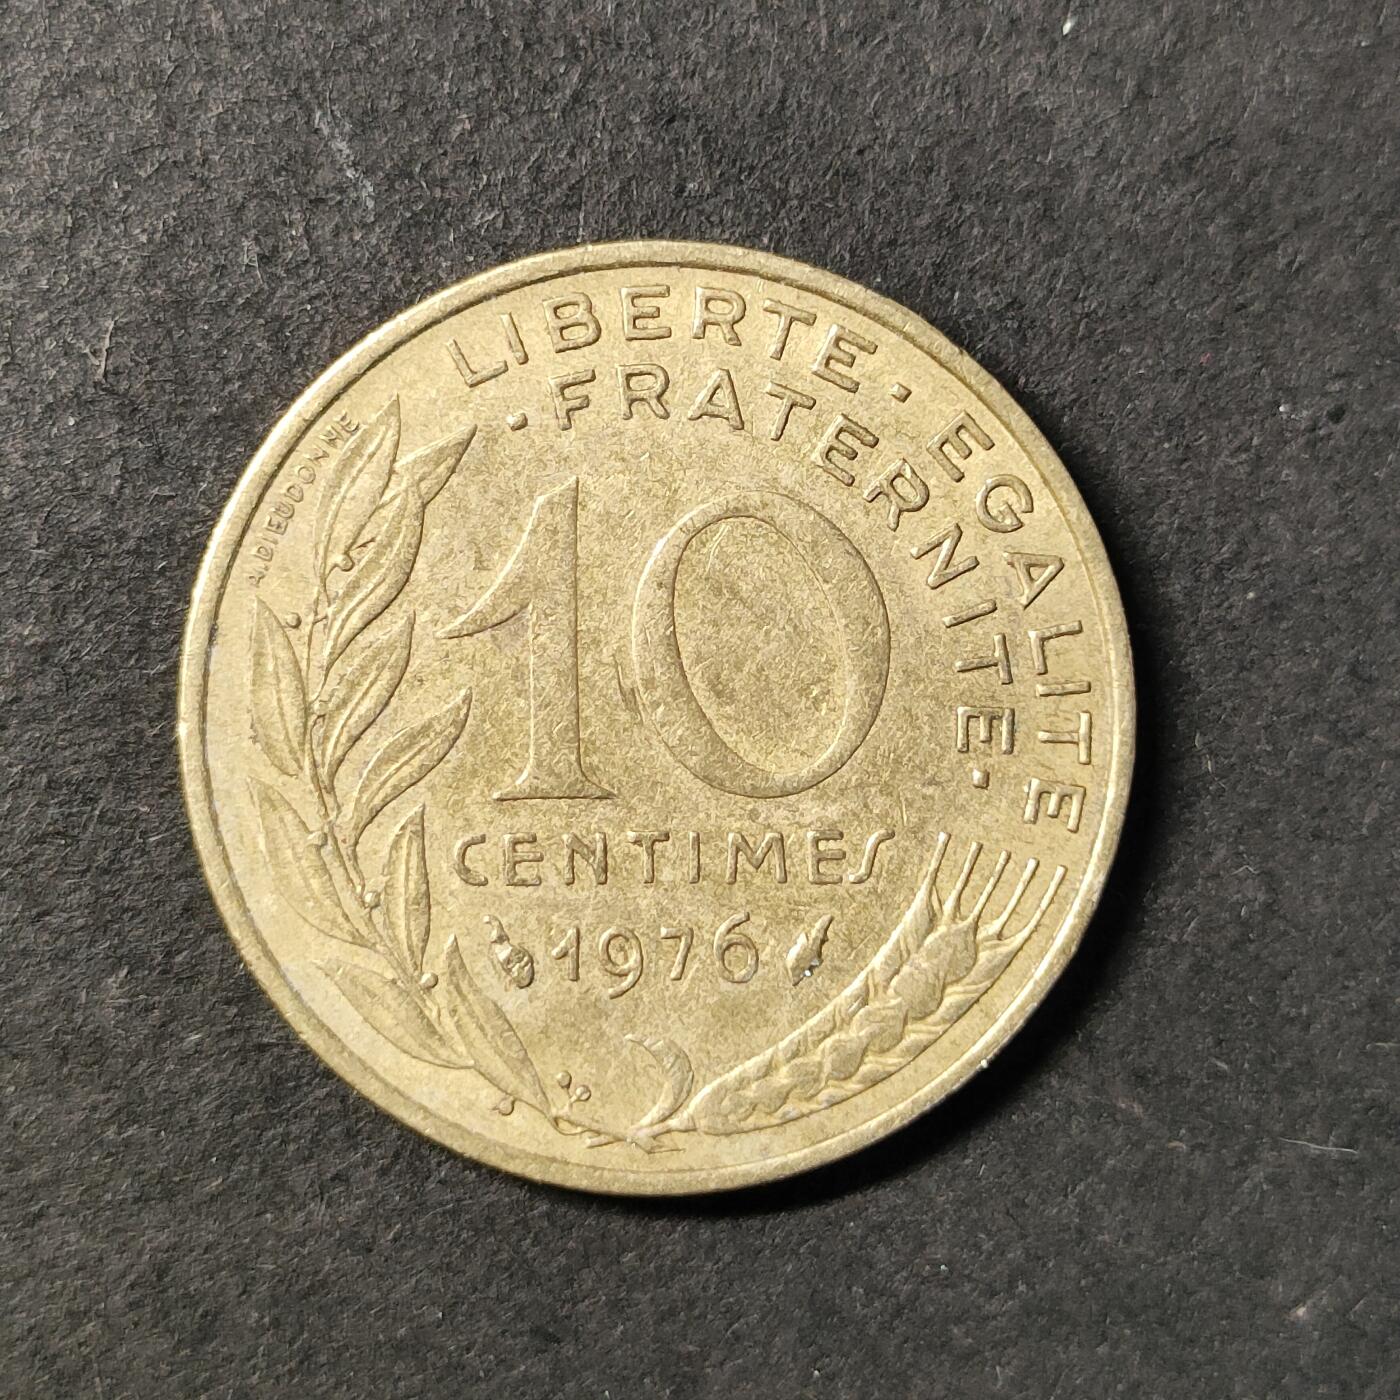 LIBERTE · EGALITE
· FRATERNITE ·
A.DIEUDONNE
10
CENTIMES
1976